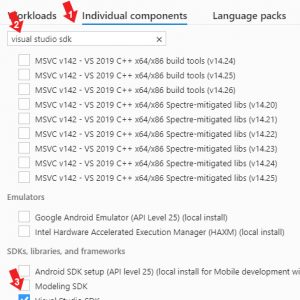 Workloads Individual components Language packs
1
2
visual studio sdk ×
MSVC v142 - VS 2019 C++ x64/x86 build tools (v14.24)
MSVC v142 - VS 2019 C++ x64/x86 build tools (v14.25)
MSVC v142 - VS 2019 C++ x64/x86 build tools (v14.26)
MSVC v142 - VS 2019 C++ x64/x86 Spectre-mitigated libs (v14.20)
MSVC v142 - VS 2019 C++ x64/x86 Spectre-mitigated libs (v14.21)
MSVC v142 - VS 2019 C++ x64/x86 Spectre-mitigated libs (v14.22)
MSVC v142 - VS 2019 C++ x64/x86 Spectre-mitigated libs (v14.23)
MSVC v142 - VS 2019 C++ x64/x86 Spectre-mitigated libs (v14.24)
MSVC v142 - VS 2019 C++ x64/x86 Spectre-mitigated libs (v14.25)
Emulators
Google Android Emulator (API Level 25) (local install)
Intel Hardware Accelerated Execution Manager (HAXM) (local install)
SDKs, libraries, and frameworks
Android SDK setup (API level 25) (local install for Mobile development wi
3
Modeling SDK
Visual Studio SDK